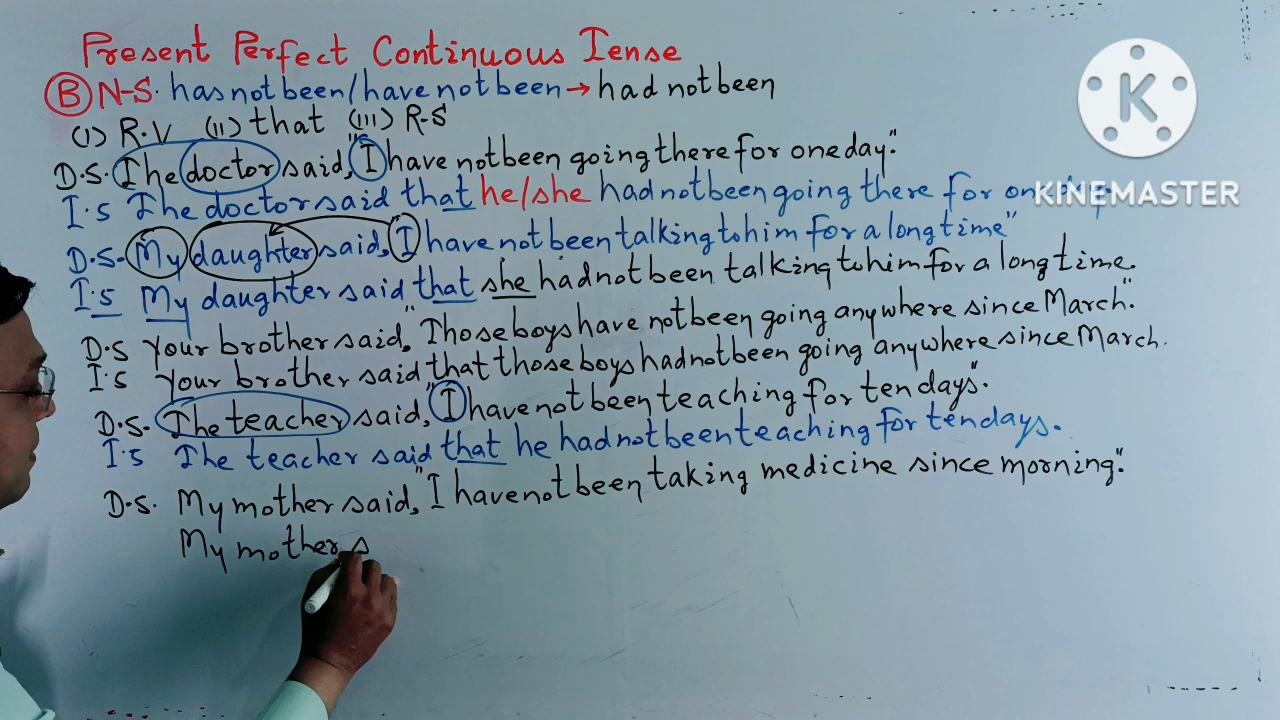 Present Perfect Continuous Tense
(B) N-S. has not been/have not been → had not been
(i) R.V (ii) that (iii) R-S
D.S. The doctor said, "I have not been going there for one day."
I.S The doctor said that he/she had not been going there for
D.S. My daughter said, "I have not been talking to him for a long time"
I.S My daughter said that she had not been talking to him for a long time.
D.S Your brother said, "Those boys have not been going anywhere since March".
I.S Your brother said that those boys had not been going anywhere since March.
D.S. The teacher said, "I have not been teaching for ten days".
I.S The teacher said that he had not been teaching for ten days.
D.S. My mother said, "I have not been taking medicine since morning".
My mother s
K
KINEMASTER